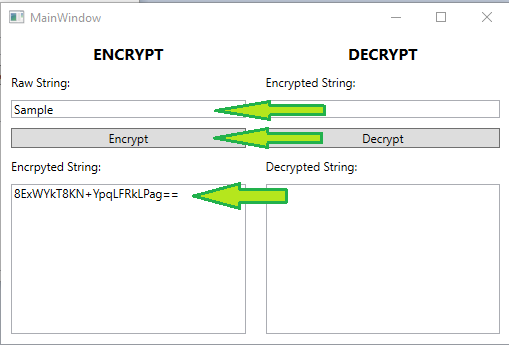 MainWindow
ENCRYPT DECRYPT
Raw String: Encrypted String:
Sample
Encrypt Decrypt
Encrpyted String: Decrypted String:
8ExWYkT8KN+YpqLFRkLPag==